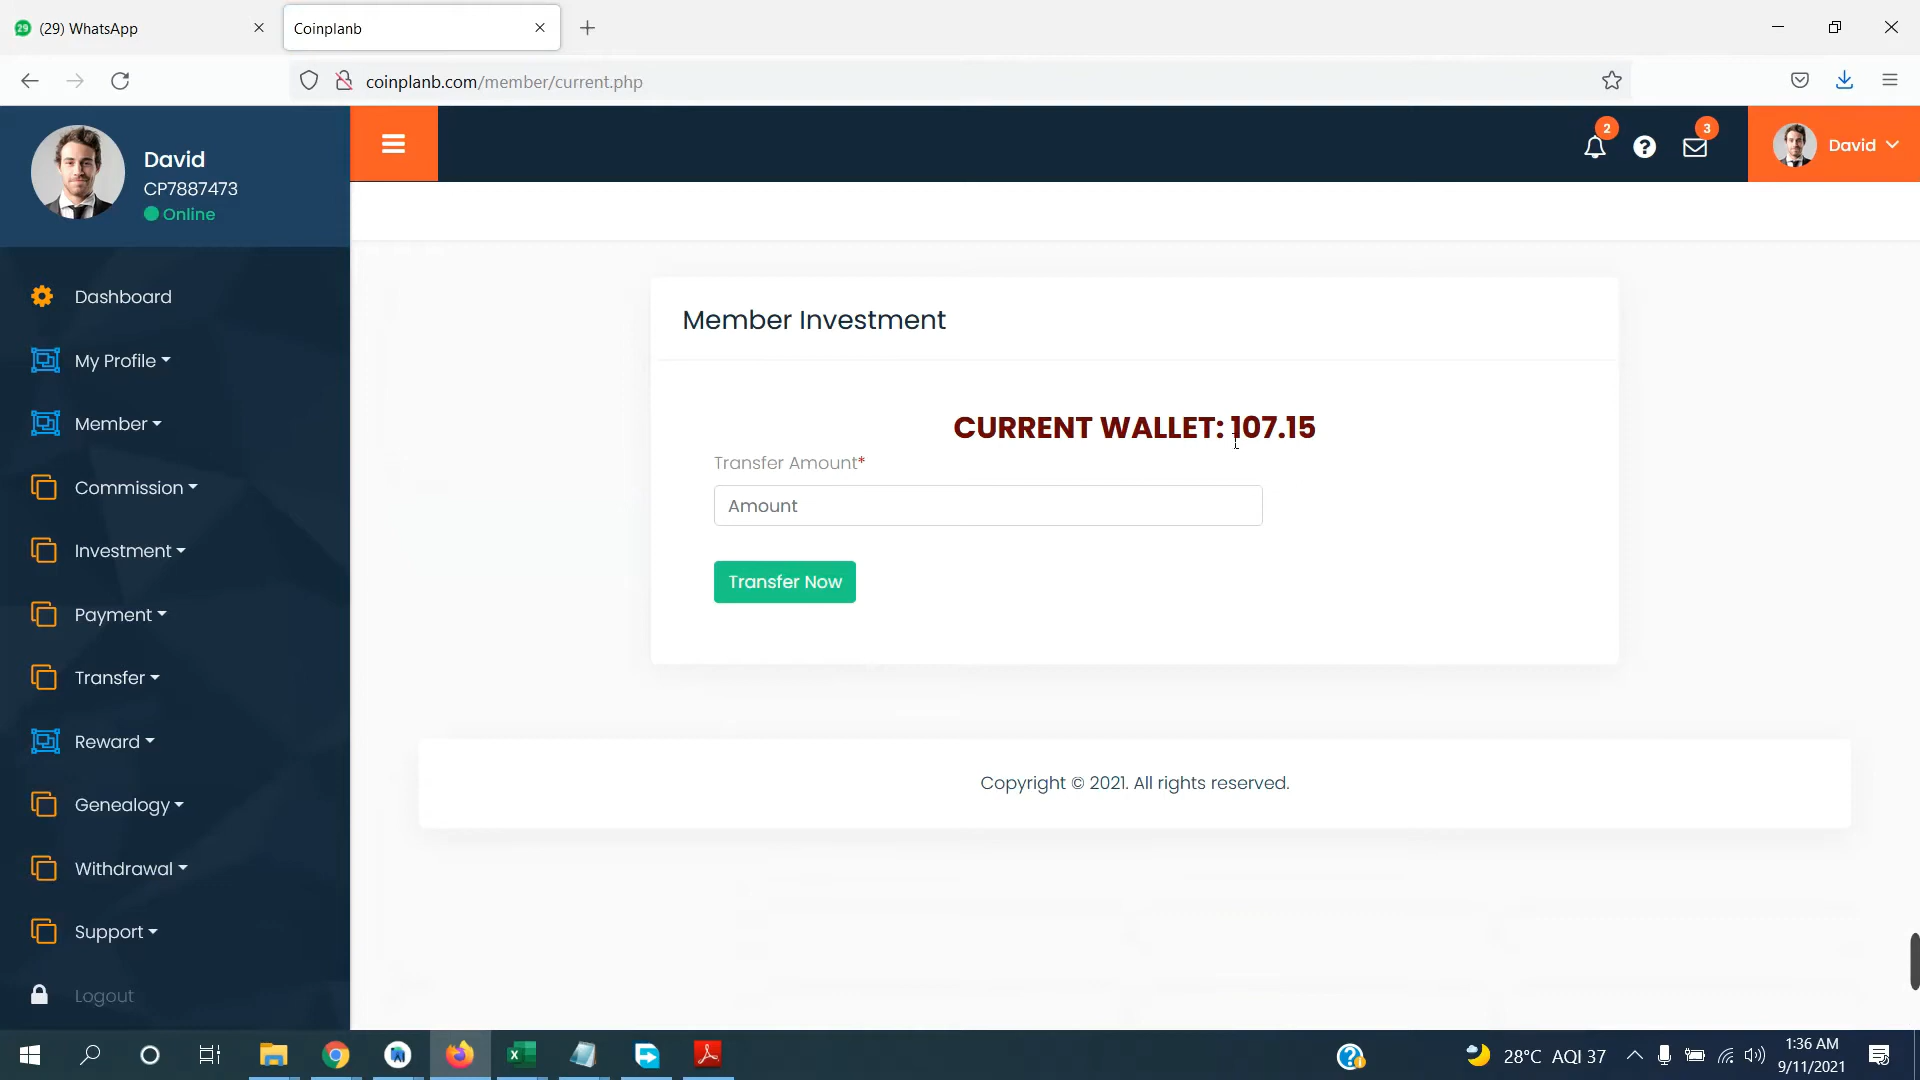 29 (29) WhatsApp
Coinplanb
coinplanb.com/member/current.php
David
CP7887473
Online
2
3
David
Dashboard
My Profile
Member
Commission
Investment
Payment
Transfer
Reward
Genealogy
Withdrawal
Support
Logout
Member Investment
CURRENT WALLET: 107.15
Transfer Amount*
Amount
Transfer Now
Copyright © 2021. All rights reserved.
28°C AQI 37
1:36 AM
9/11/2021